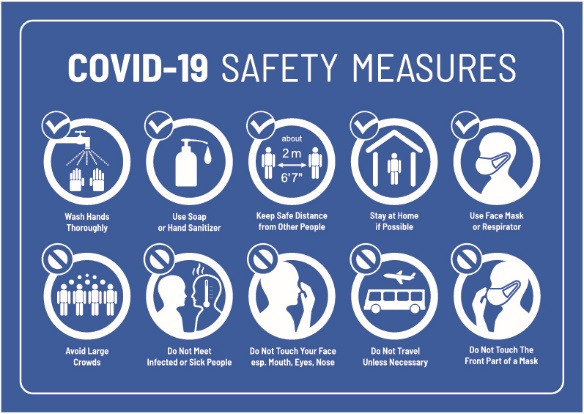 COVID-19 SAFETY MEASURES
about
2 m
6'7"
Wash Hands
Thoroughly
Use Soap
or Hand Sanitizer
Keep Safe Distance
from Other People
Stay at Home
if Possible
Use Face Mask
or Respirator
Avoid Large
Crowds
Do Not Meet
Infected or Sick People
Do Not Touch Your Face
esp. Mouth, Eyes, Nose
Do Not Travel
Unless Necessary
Do Not Touch The
Front Part of a Mask